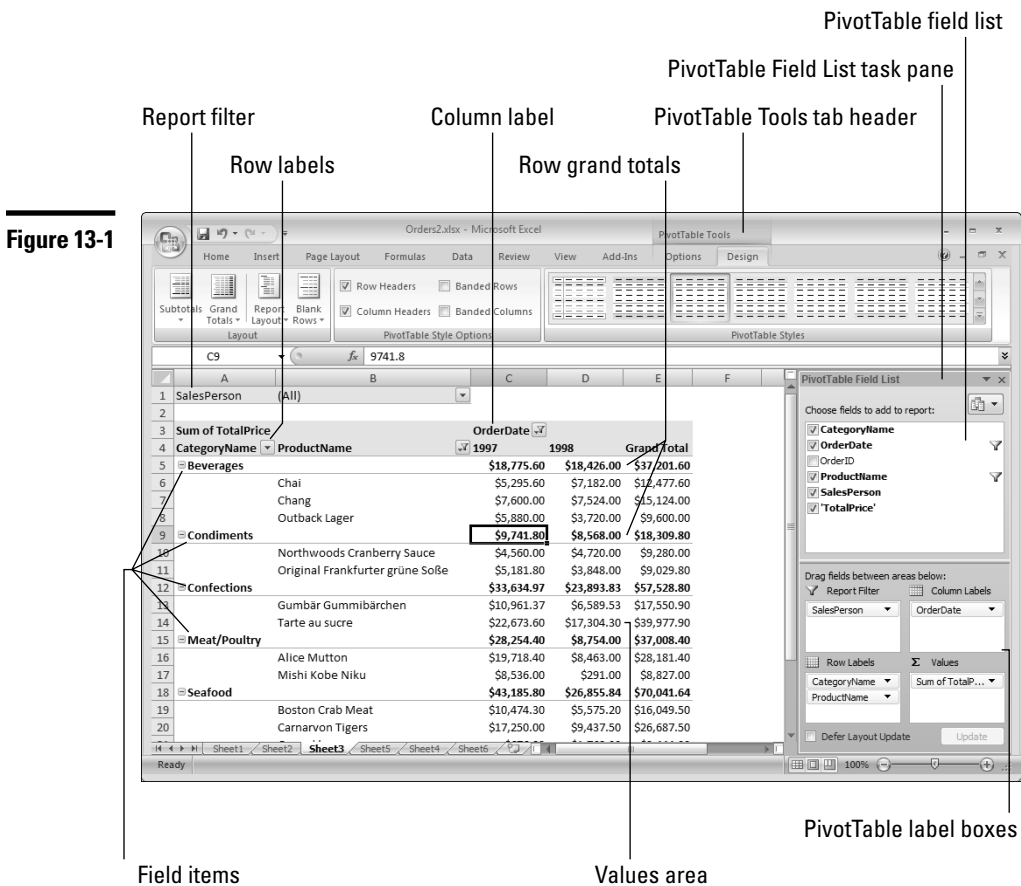 PivotTable field list
PivotTable Field List task pane
Report filter
Column label
PivotTable Tools tab header
Row labels
Row grand totals
Figure 13-1
Orders2.xlsx - Microsoft Excel
PivotTable Tools
Home Insert Page Layout Formulas Data Review View Add-Ins Options Design
Row Headers Banded Rows
Subtotals Grand Totals Report Layout Blank Rows
Column Headers Banded Columns
Layout PivotTable Style Options PivotTable Styles
C9 fx 9741.8
A B C D E F
PivotTable Field List
1 SalesPerson (All)
2
Choose fields to add to report:
3 Sum of TotalPrice OrderDate
4 CategoryName ProductName 1997 1998 Grand Total
5 Beverages $18,775.60 $18,426.00 $37,201.60
6 Chai $5,295.60 $7,182.00 $12,477.60
7 Chang $7,600.00 $7,524.00 $15,124.00
8 Outback Lager $5,880.00 $3,720.00 $9,600.00
9 Condiments $9,741.80 $8,568.00 $18,309.80
10 Northwoods Cranberry Sauce $4,560.00 $4,720.00 $9,280.00
11 Original Frankfurter grüne Soße $5,181.80 $3,848.00 $9,029.80
12 Confections $33,634.97 $23,893.83 $57,528.80
13 Gumbär Gummibärchen $10,961.37 $6,589.53 $17,550.90
14 Tarte au sucre $22,673.60 $17,304.30 $39,977.90
15 Meat/Poultry $28,254.40 $8,754.00 $37,008.40
16 Alice Mutton $19,718.40 $8,463.00 $28,181.40
17 Mishi Kobe Niku $8,536.00 $291.00 $8,827.00
18 Seafood $43,185.80 $26,855.84 $70,041.64
19 Boston Crab Meat $10,474.30 $5,575.20 $16,049.50
20 Carnarvon Tigers $17,250.00 $9,437.50 $26,687.50
CategoryName
OrderDate
OrderID
ProductName
SalesPerson
'TotalPrice'
Drag fields between areas below:
Report Filter Column Labels
SalesPerson OrderDate
Row Labels Σ Values
CategoryName Sum of TotalP...
ProductName
Defer Layout Update Update
Sheet1 Sheet2 Sheet3 Sheet5 Sheet4 Sheet6
Ready 100%
PivotTable label boxes
Field items
Values area